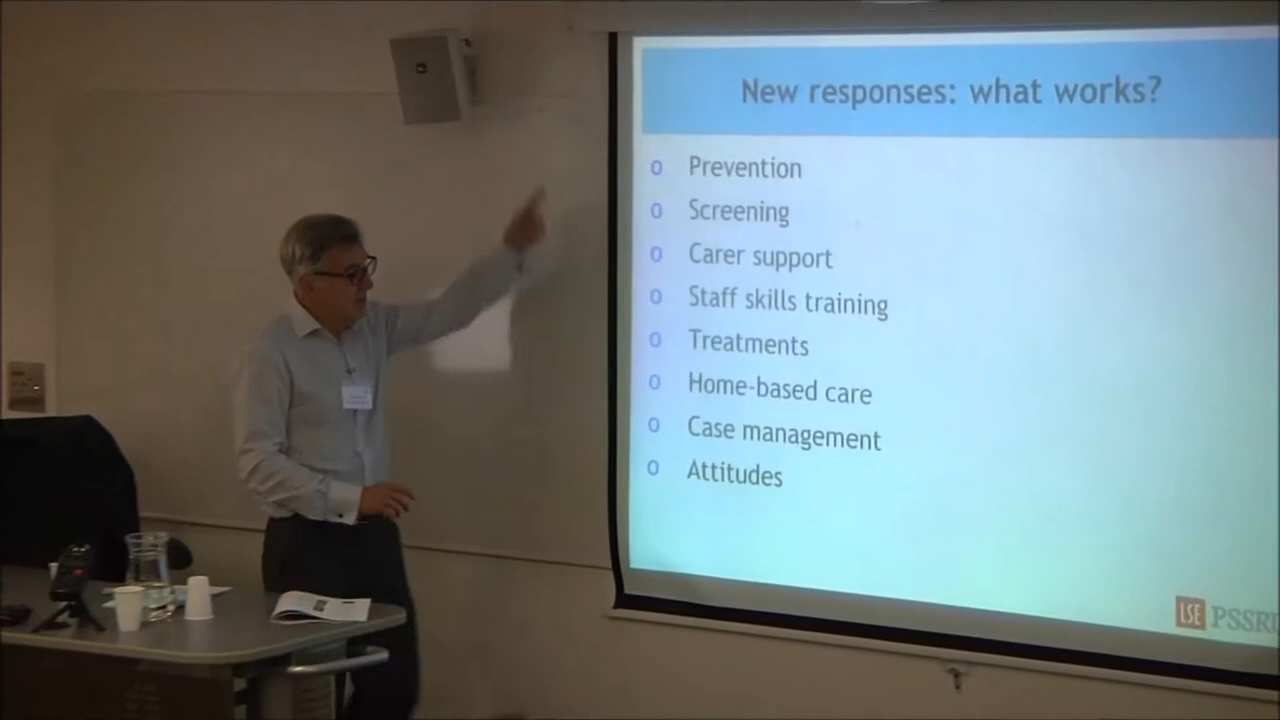 New responses: what works?
o Prevention
o Screening
o Carer support
o Staff skills training
o Treatments
o Home-based care
o Case management
o Attitudes
LSE PSSRU